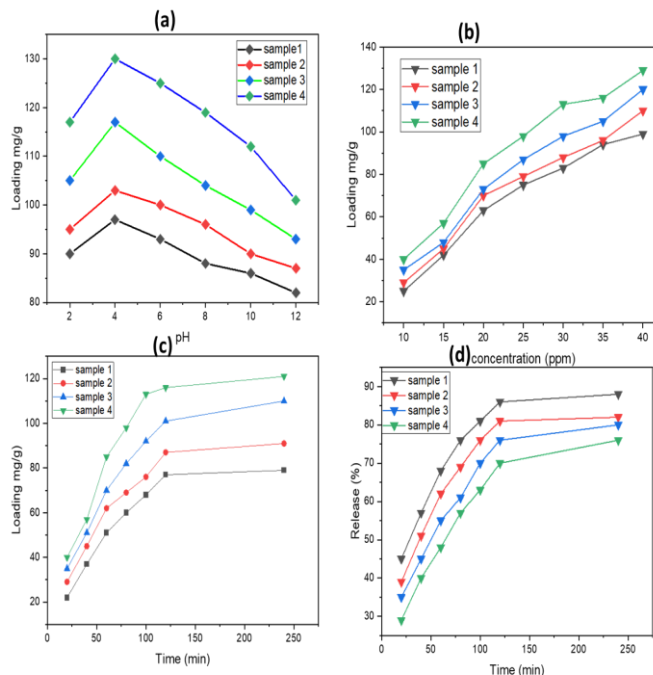 (a)
Loading mg/g
130
120
110
100
90
80
sample1
sample 2
sample 3
sample 4
2 4 6 8 10 12
pH
(b)
Loading mg/g
140
120
100
80
60
40
20
sample 1
sample 2
sample 3
sample 4
10 15 20 25 30 35 40
concentration (ppm)
(c)
Loading mg/g)
120
100
80
60
40
20
sample 1
sample 2
sample 3
sample 4
0 50 100 150 200 250
Time (min)
(d)
Release (%)
90
80
70
60
50
40
30
sample 1
sample 2
sample 3
sample 4
0 50 100 150 200 250
Time (min)